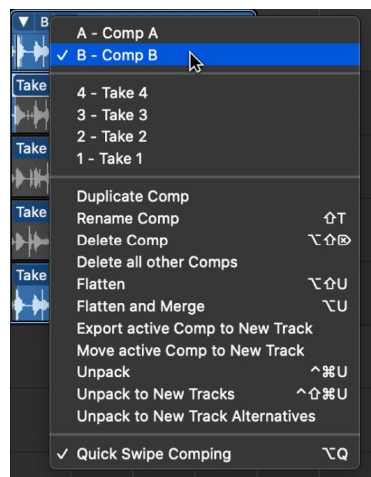 B
A - Comp A
✓ B - Comp B
Take
4 - Take 4
3 - Take 3
Take
2 - Take 2
1 - Take 1
Duplicate Comp
Take
Rename Comp ⇧T
Delete Comp ⌥⇧⌦
Delete all other Comps
Take
Flatten ⌥⇧U
Flatten and Merge ⌥U
Export active Comp to New Track
Move active Comp to New Track
Unpack ^⌘U
Unpack to New Tracks ^⇧⌘U
Unpack to New Track Alternatives
✓ Quick Swipe Comping ⌥Q